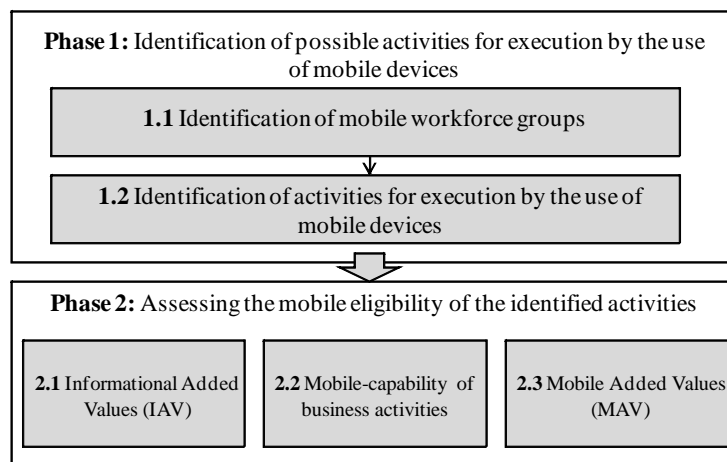 Phase 1: Identification of possible activities for execution by the use
of mobile devices
1.1 Identification of mobile workforce groups
1.2 Identification of activities for execution by the use of
mobile devices
Phase 2: Assessing the mobile eligibility of the identified activities
2.1 Informational Added
Values (IAV)
2.2 Mobile-capability of
business activities
2.3 Mobile Added Values
(MAV)